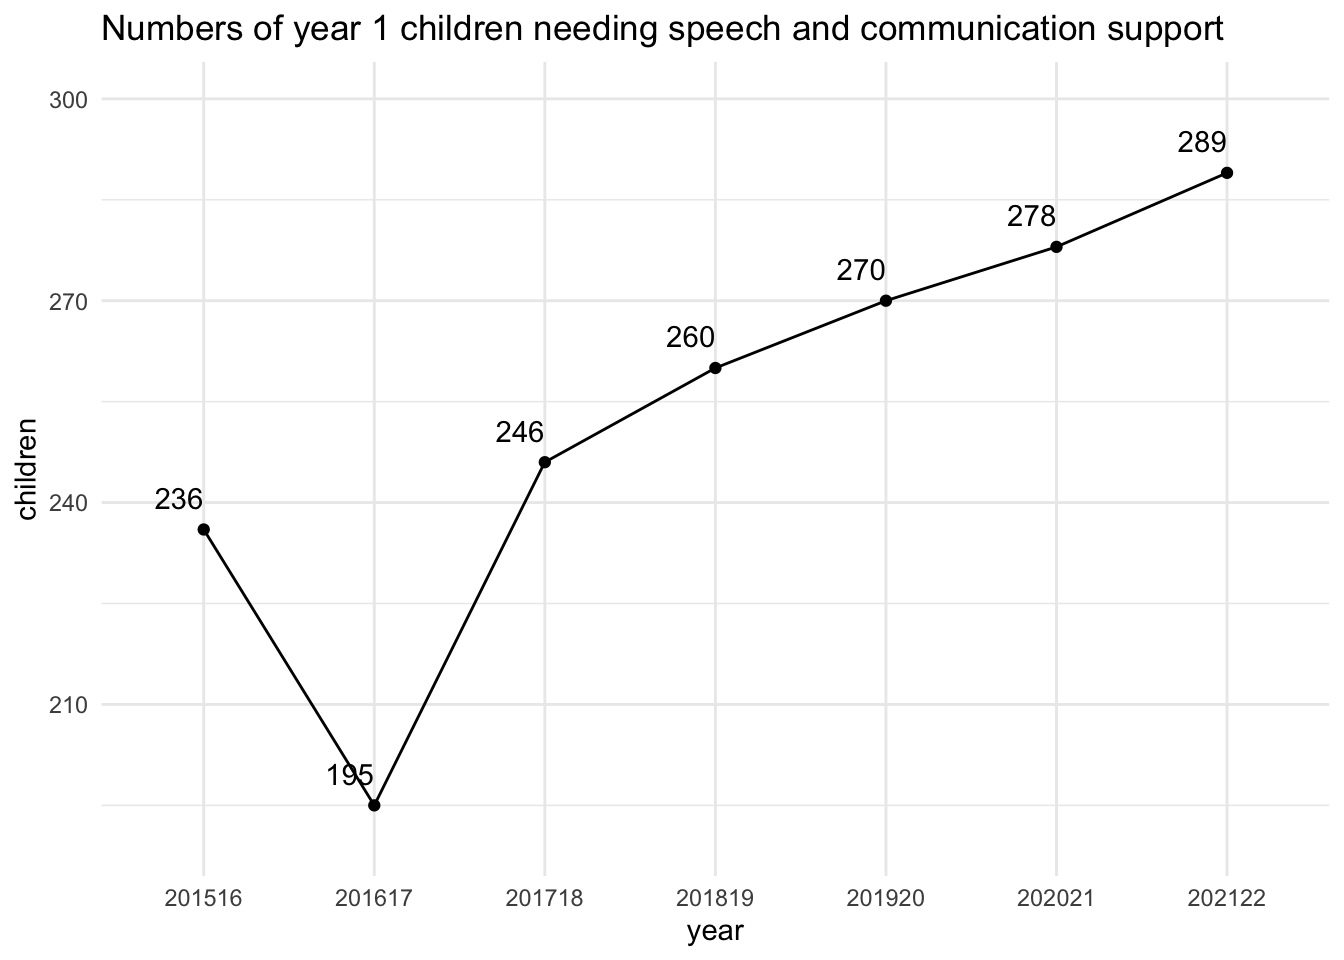 Numbers of year 1 children needing speech and communication support
300
289
278
270
270
260
246
children
240
236
210
195
201516 201617 201718 201819 201920 202021 202122
year